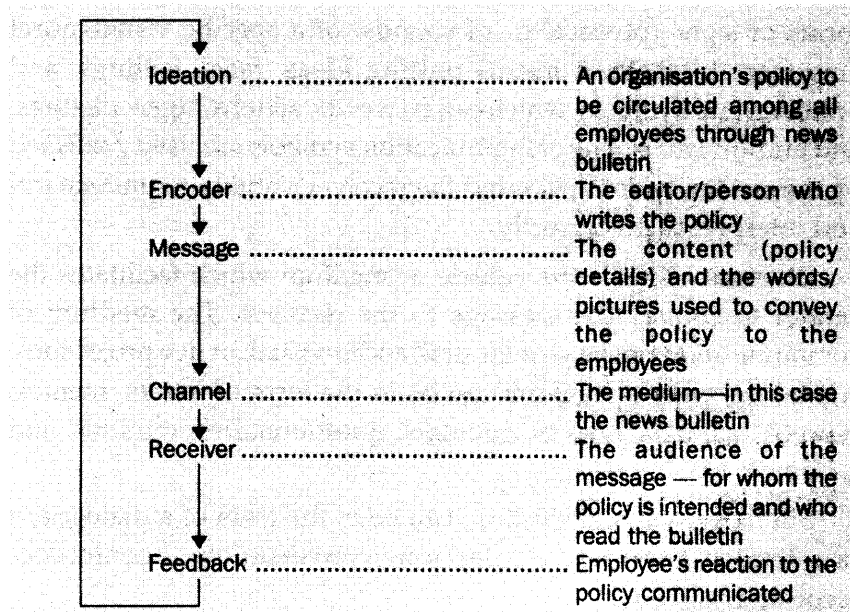 Ideation .......................................... An organisation's policy to
be circulated among all
employees through news
bulletin
Encoder .......................................... The editor/person who
writes the policy
Message ......................................... The content (policy
details) and the words/
pictures used to convey
the policy to the
employees
Channel .......................................... The medium—in this case
the news bulletin
Receiver .......................................... The audience of the
message — for whom the
policy is intended and who
read the bulletin
Feedback ........................................ Employee's reaction to the
policy communicated